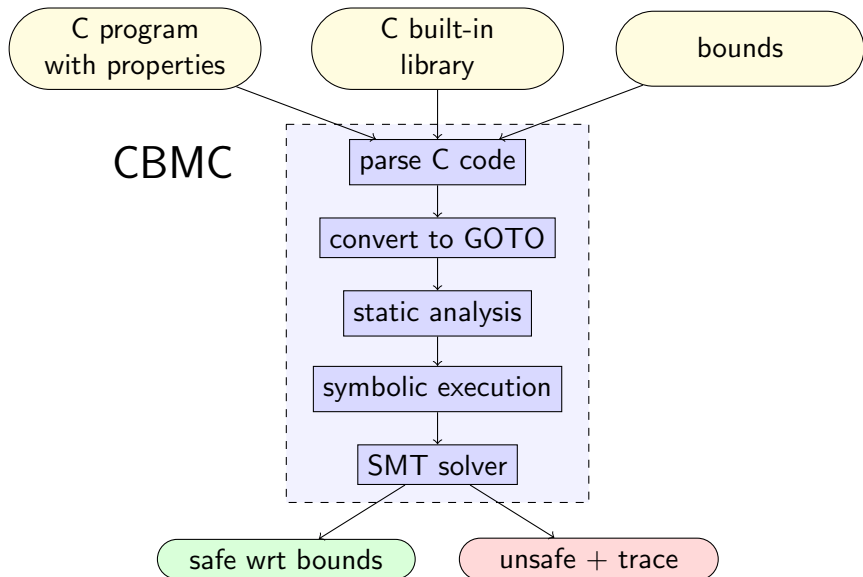 C program
with properties
C built-in
library
bounds
CBMC
parse C code
convert to GOTO
static analysis
symbolic execution
SMT solver
safe wrt bounds
unsafe + trace